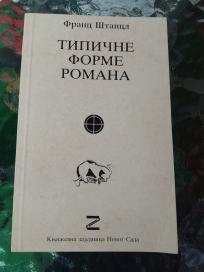 Франц Штанцл
ТИПИЧНЕ
ФОРМЕ
РОМАНА
Z
Књижевна заједница Новог Сада